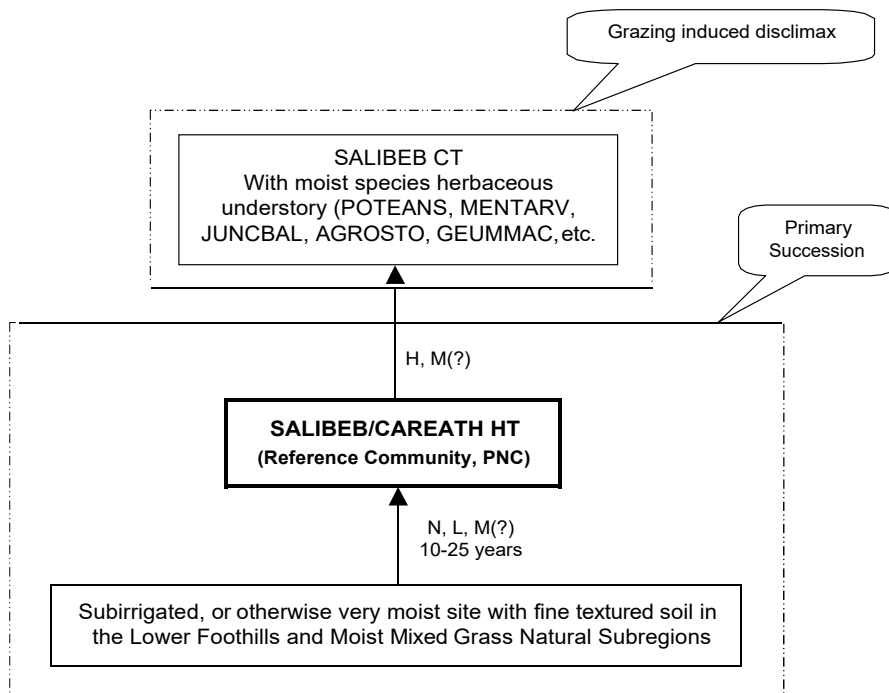 Grazing induced disclimax
SALIBEB CT
With moist species herbaceous
understory (POTEANS, MENTARV,
JUNCBAL, AGROSTO, GEUMMAC, etc.
Primary
Succession
H, M(?)
SALIBEB/CAREATH HT
(Reference Community, PNC)
N, L, M(?)
10-25 years
Subirrigated, or otherwise very moist site with fine textured soil in
the Lower Foothills and Moist Mixed Grass Natural Subregions